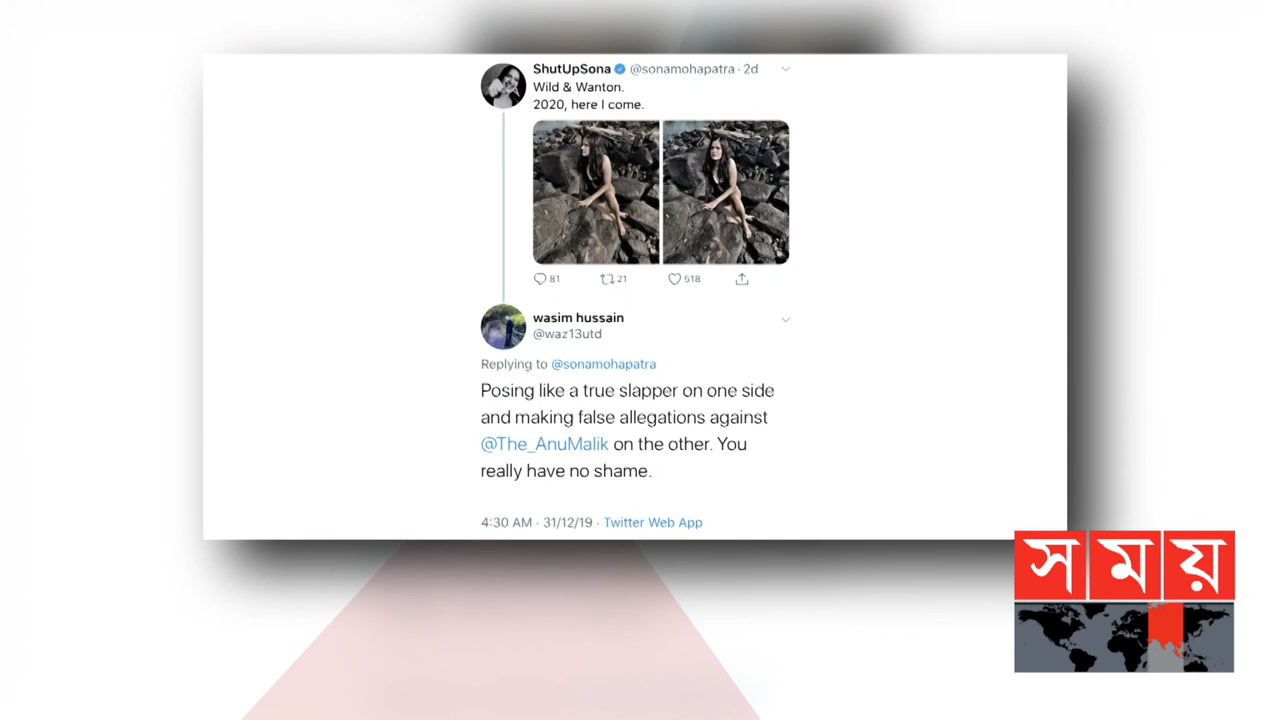 ShutUpSona @sonamohapatra · 2d
Wild & Wanton.
2020, here I come.
81 21 518
wasim hussain
@waz13utd
Replying to @sonamohapatra
Posing like a true slapper on one side
and making false allegations against
@The_AnuMalik on the other. You
really have no shame.
4:30 AM · 31/12/19 · Twitter Web App
সময়